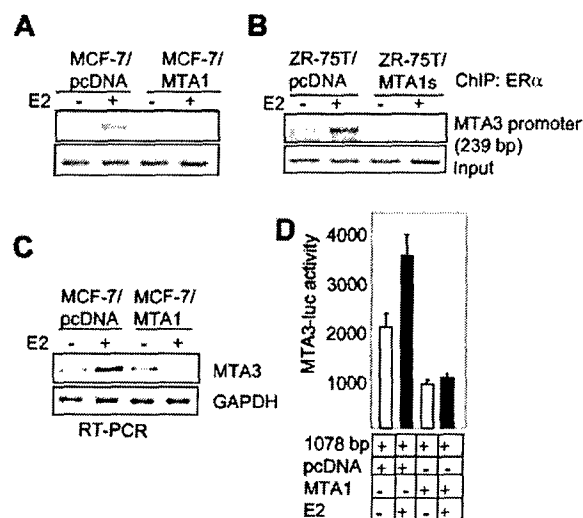 A
MCF-7/ MCF-7/
pcDNA MTA1
E2 - + - +
B
ZR-75T/ ZR-75T/
pcDNA MTA1s ChIP: ERα
E2 - + - +
MTA3 promoter
(239 bp)
Input
C
MCF-7/ MCF-7/
pcDNA MTA1
E2 - + - +
MTA3
GAPDH
RT-PCR
D
MTA3-luc activity
4000
3000
2000
1000
1078 bp + + + +
pcDNA + + - -
MTA1 - - + +
E2 - + - +